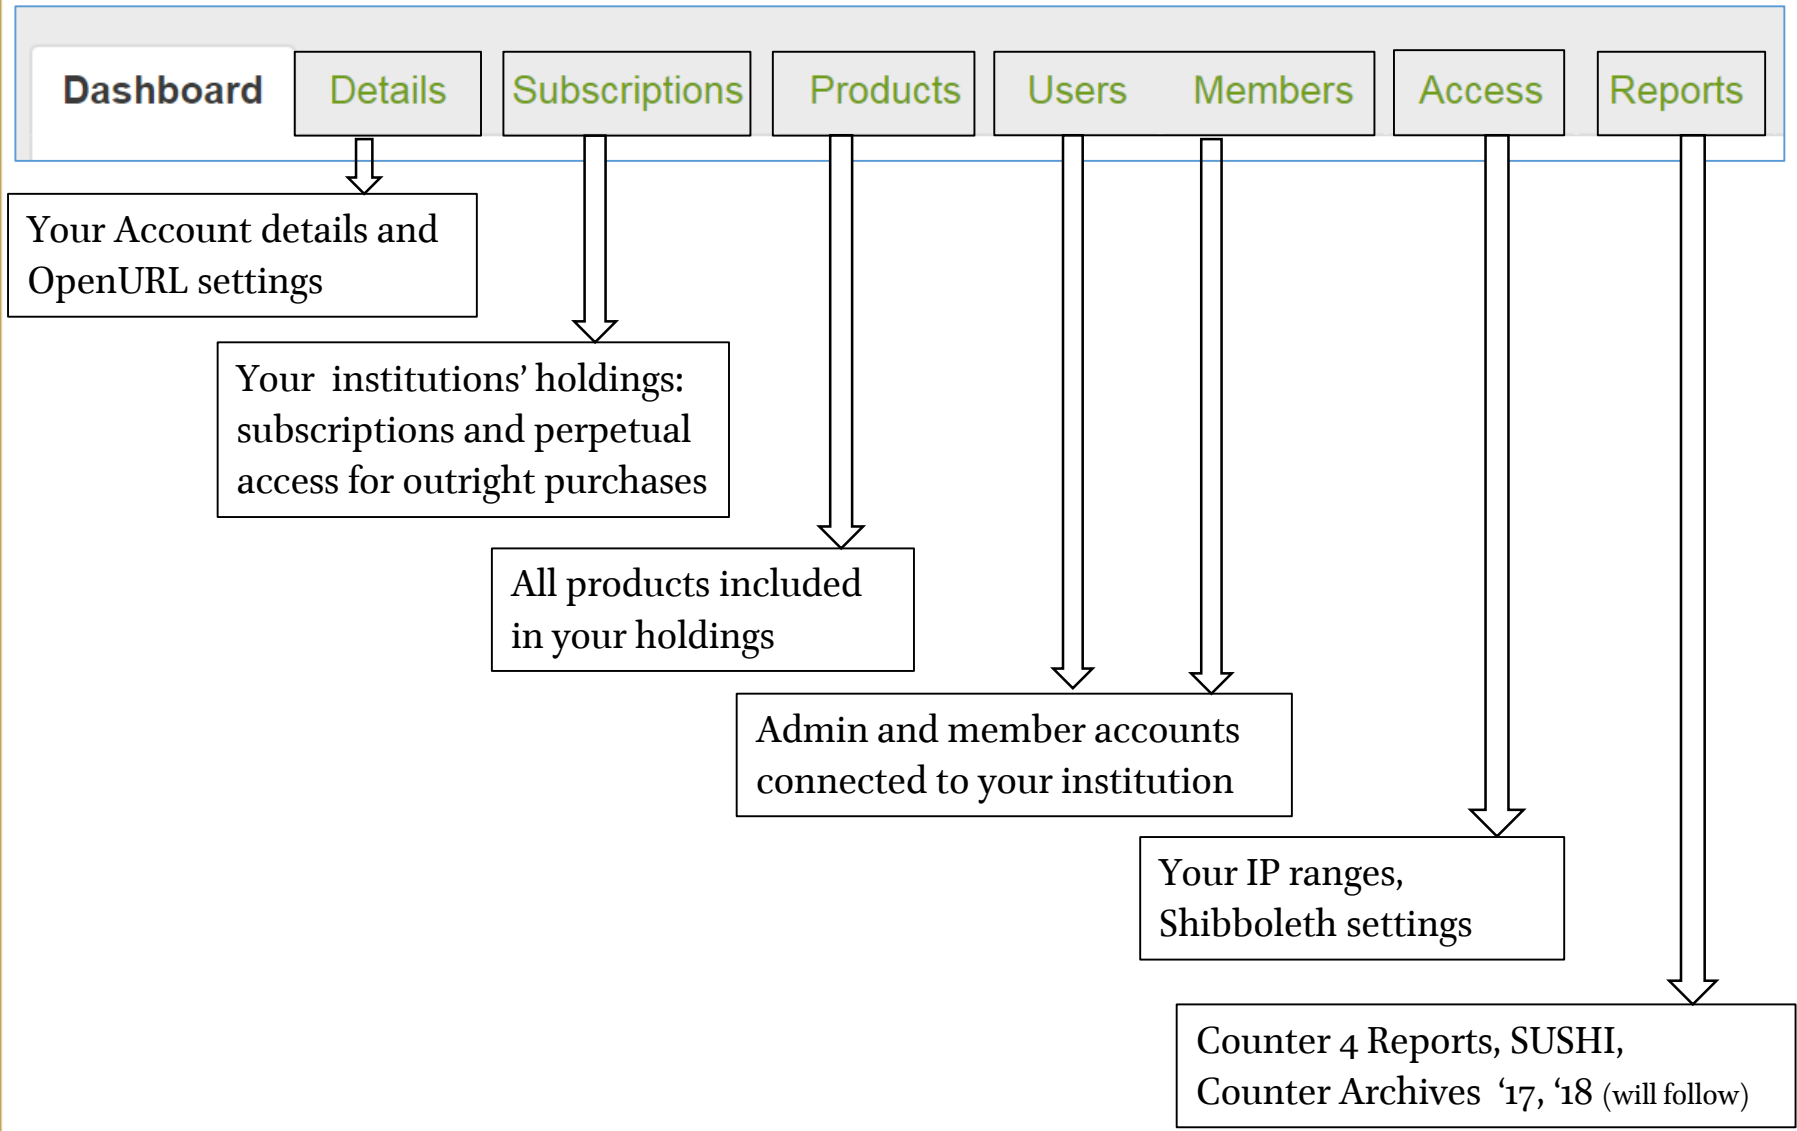 Dashboard Details Subscriptions Products Users Members Access Reports
Your Account details and
OpenURL settings
Your institutions’ holdings:
subscriptions and perpetual
access for outright purchases
All products included
in your holdings
Admin and member accounts
connected to your institution
Your IP ranges,
Shibboleth settings
Counter 4 Reports, SUSHI,
Counter Archives ‘17, ‘18 (will follow)